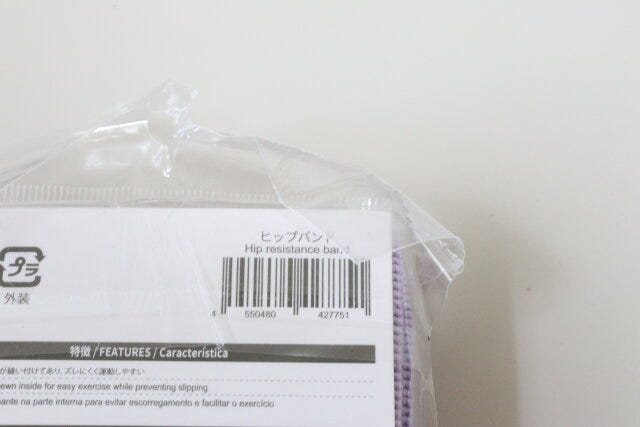 ヒップバンド
Hip resistance band
プラ
外装
4 550480 427751
特徴 / FEATURES / Característica
が縫い付けてあり、ズレにくく運動しやすい
ewn inside for easy exercise while preventing slipping
ante na parte interna para evitar escorregamento e facilitar o exercício